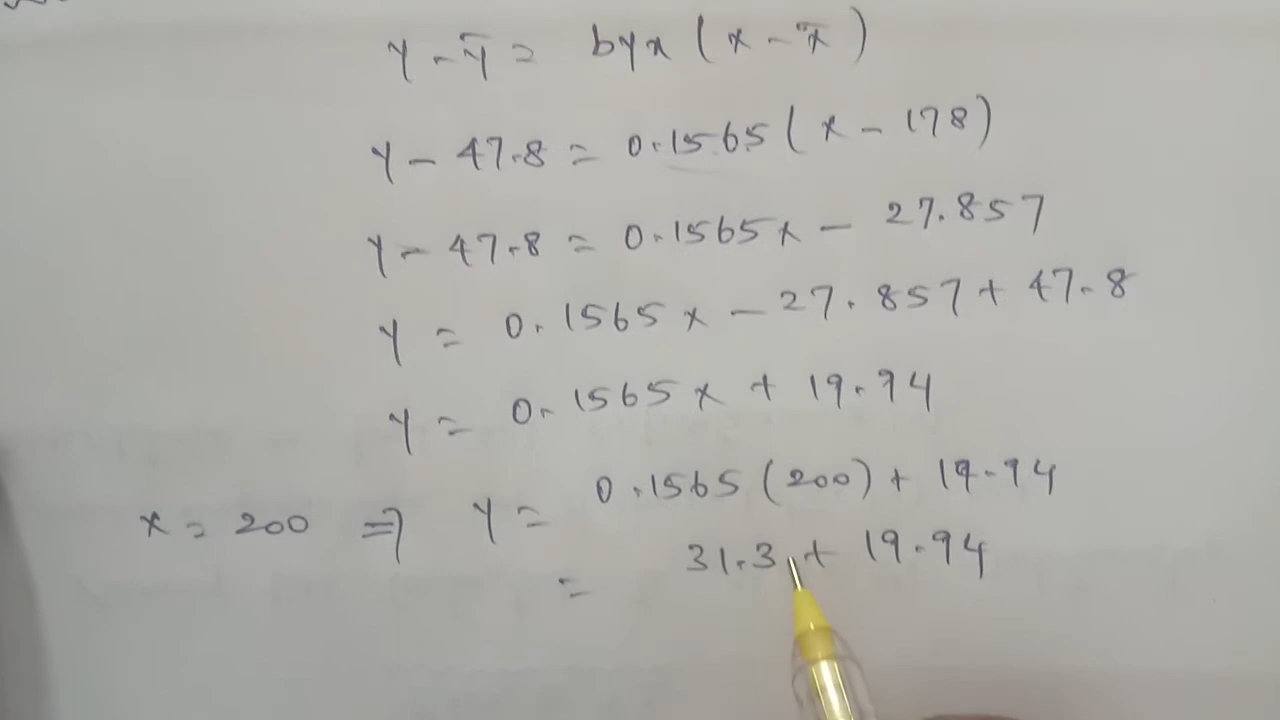 y - ȳ = byx (x - x̄)
y - 47.8 = 0.1565 (x - 178)
y - 47.8 = 0.1565x - 27.857
y = 0.1565x - 27.857 + 47.8
y = 0.1565x + 19.94
x = 200 ⇒ y = 0.1565 (200) + 19.94
= 31.3 + 19.94